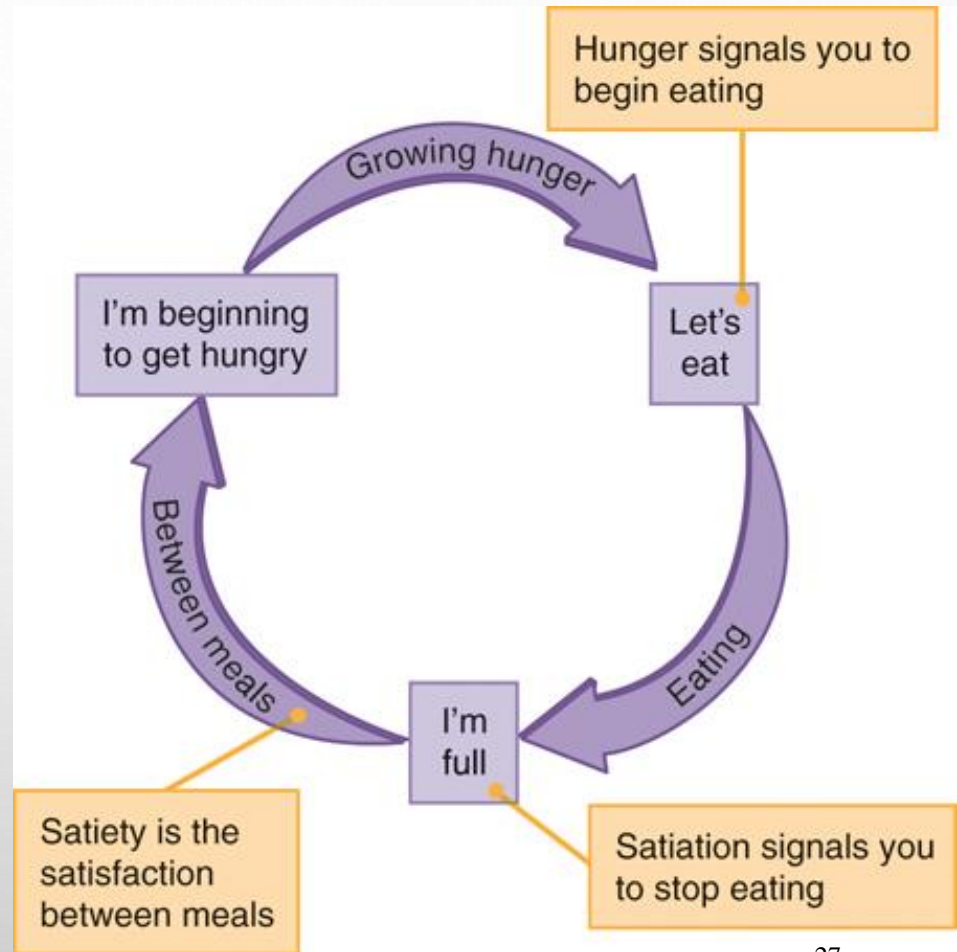 Hunger signals you to
begin eating
Growing hunger
I'm beginning
to get hungry
Let's
eat
Between meals
Eating
I'm
full
Satiety is the
satisfaction
between meals
Satiation signals you
to stop eating
27